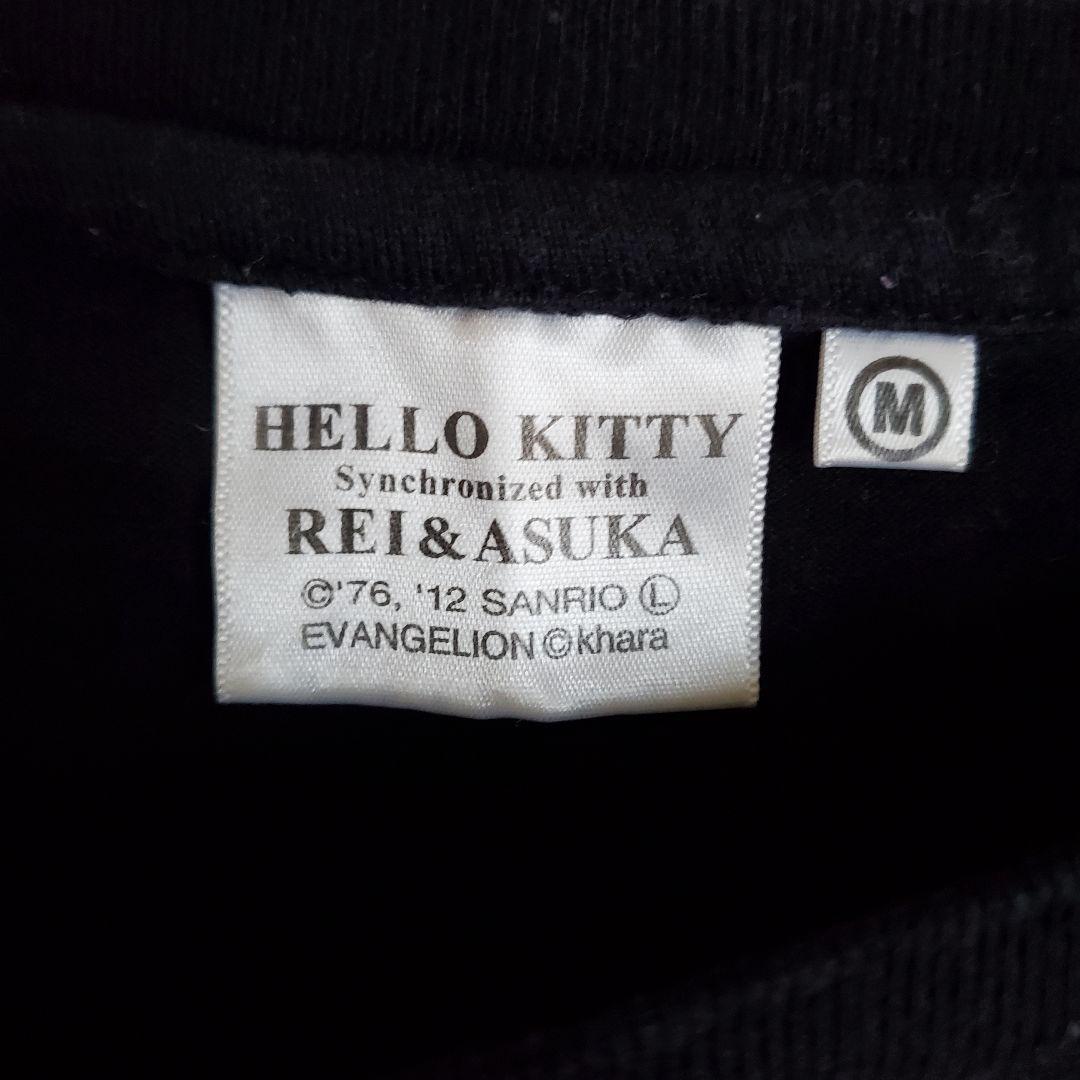 HELLO KITTY
Synchronized with
REI&ASUKA
©'76, '12 SANRIO Ⓛ
EVANGELION ©khara
M